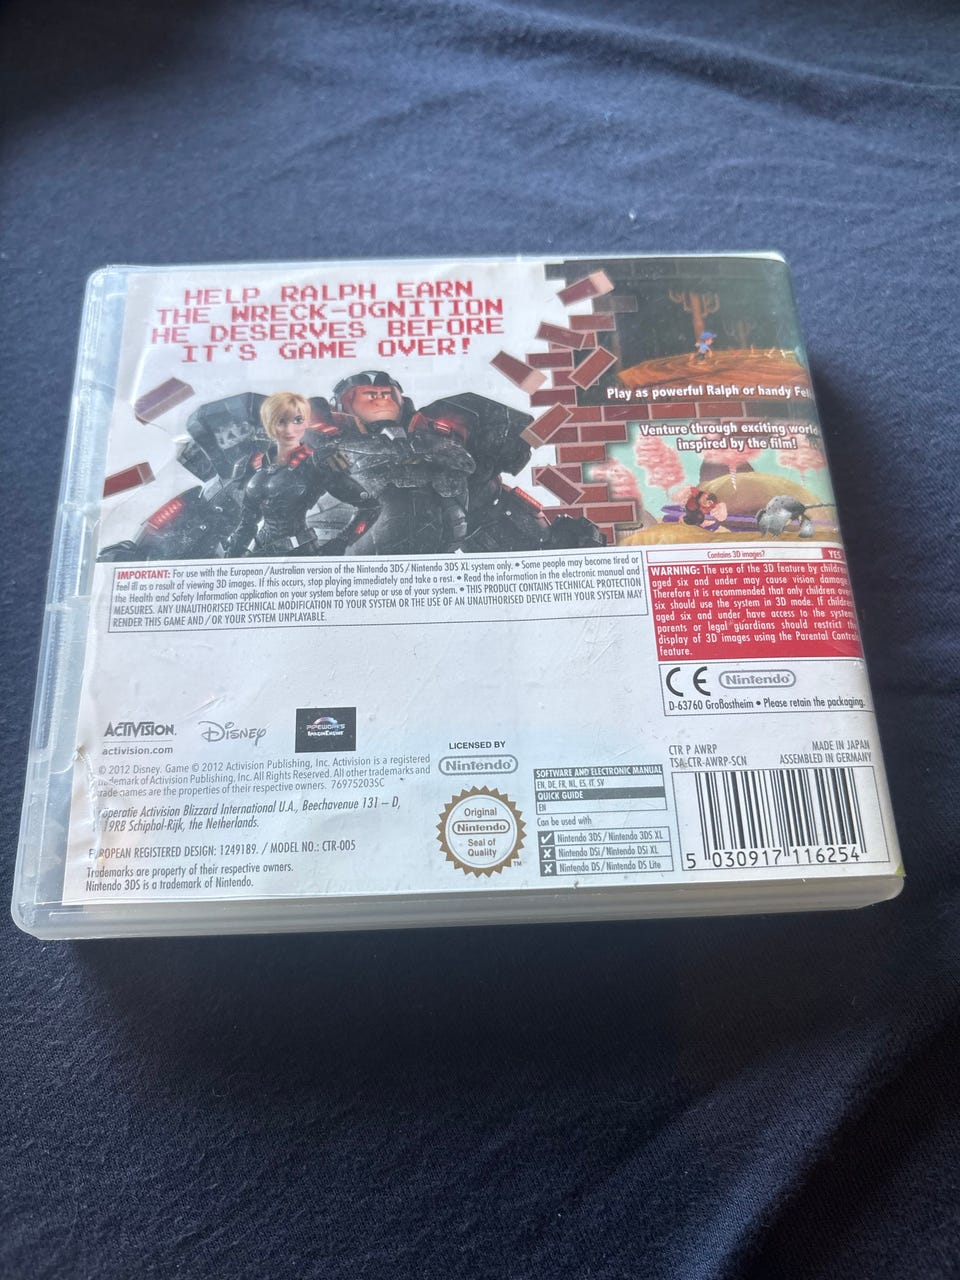 HELP RALPH EARN
THE WRECK-OGNITION
HE DESERVES BEFORE
IT'S GAME OVER!
Play as powerful Ralph or handy Fel
Venture through exciting world
inspired by the film!
IMPORTANT: For use with the European/Australian version of the Nintendo 3DS/Nintendo 3DS XL system only. • Some people may become tired or
feel ill as a result of viewing 3D images. If this occurs, stop playing immediately and take a rest. • Read the information in the electronic manual and
the Health and Safety Information application on your system before setup or use of your system. • THIS PRODUCT CONTAINS TECHNICAL PROTECTION
MEASURES. ANY UNAUTHORISED TECHNICAL MODIFICATION TO YOUR SYSTEM OR THE USE OF AN UNAUTHORISED DEVICE WITH YOUR SYSTEM MAY
RENDER THIS GAME AND/OR YOUR SYSTEM UNPLAYABLE.
Contains 3D images? YES
WARNING: The use of the 3D feature by childre
aged six and under may cause vision damage
Therefore it is recommended that only children ove
six should use the system in 3D mode. If children
aged six and under have access to the system
parents or legal guardians should restrict th
display of 3D images using the Parental Contro
feature.
CE Nintendo
D-63760 Großostheim • Please retain the packaging.
ACTIVISION.
activision.com
Disney
PIPEWORKS
IMAGINENGINE
© 2012 Disney. Game © 2012 Activision Publishing, Inc. Activision is a registered
trademark of Activision Publishing, Inc. All Rights Reserved. All other trademarks and
trade names are the properties of their respective owners. 76975203SC
operatie Activision Blizzard International U.A., Beechavenue 131 – D,
19RB Schiphol-Rijk, the Netherlands.
ROPEAN REGISTERED DESIGN: 1249189. / MODEL NO.: CTR-005
Trademarks are property of their respective owners.
Nintendo 3DS is a trademark of Nintendo.
LICENSED BY
Nintendo
Original
Nintendo
Seal of
Quality
TM
SOFTWARE AND ELECTRONIC MANUAL
EN, DE, FR, NL, ES, IT, SV
QUICK GUIDE
EN
Can be used with
Nintendo 3DS/Nintendo 3DS XL
Nintendo DSi/Nintendo DSi XL
Nintendo DS/Nintendo DS Lite
CTR P AWRP
TSA-CTR-AWRP-SCN
MADE IN JAPAN
ASSEMBLED IN GERMANY
5 030917 116254